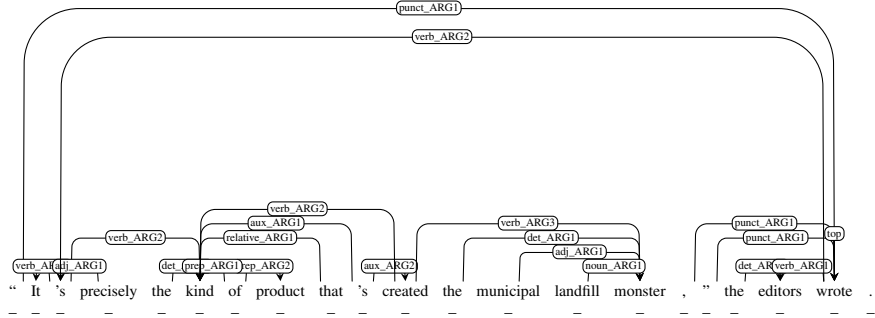 punct_ARG1
verb_ARG2
verb_ARG2
aux_ARG1 verb_ARG3 punct_ARG1
verb_ARG2 relative_ARG1 det_ARG1 punct_ARG1 top
adj_ARG1
adj_ARG1 prep_ARG1 aux_ARG2 noun_ARG1 verb_ARG1
“ It 's precisely the kind of product that 's created the municipal landfill monster , ” the editors wrote .
_ _ _ _ _ _ _ _ _ _ _ _ _ _ _ _ _ _ _ _ _